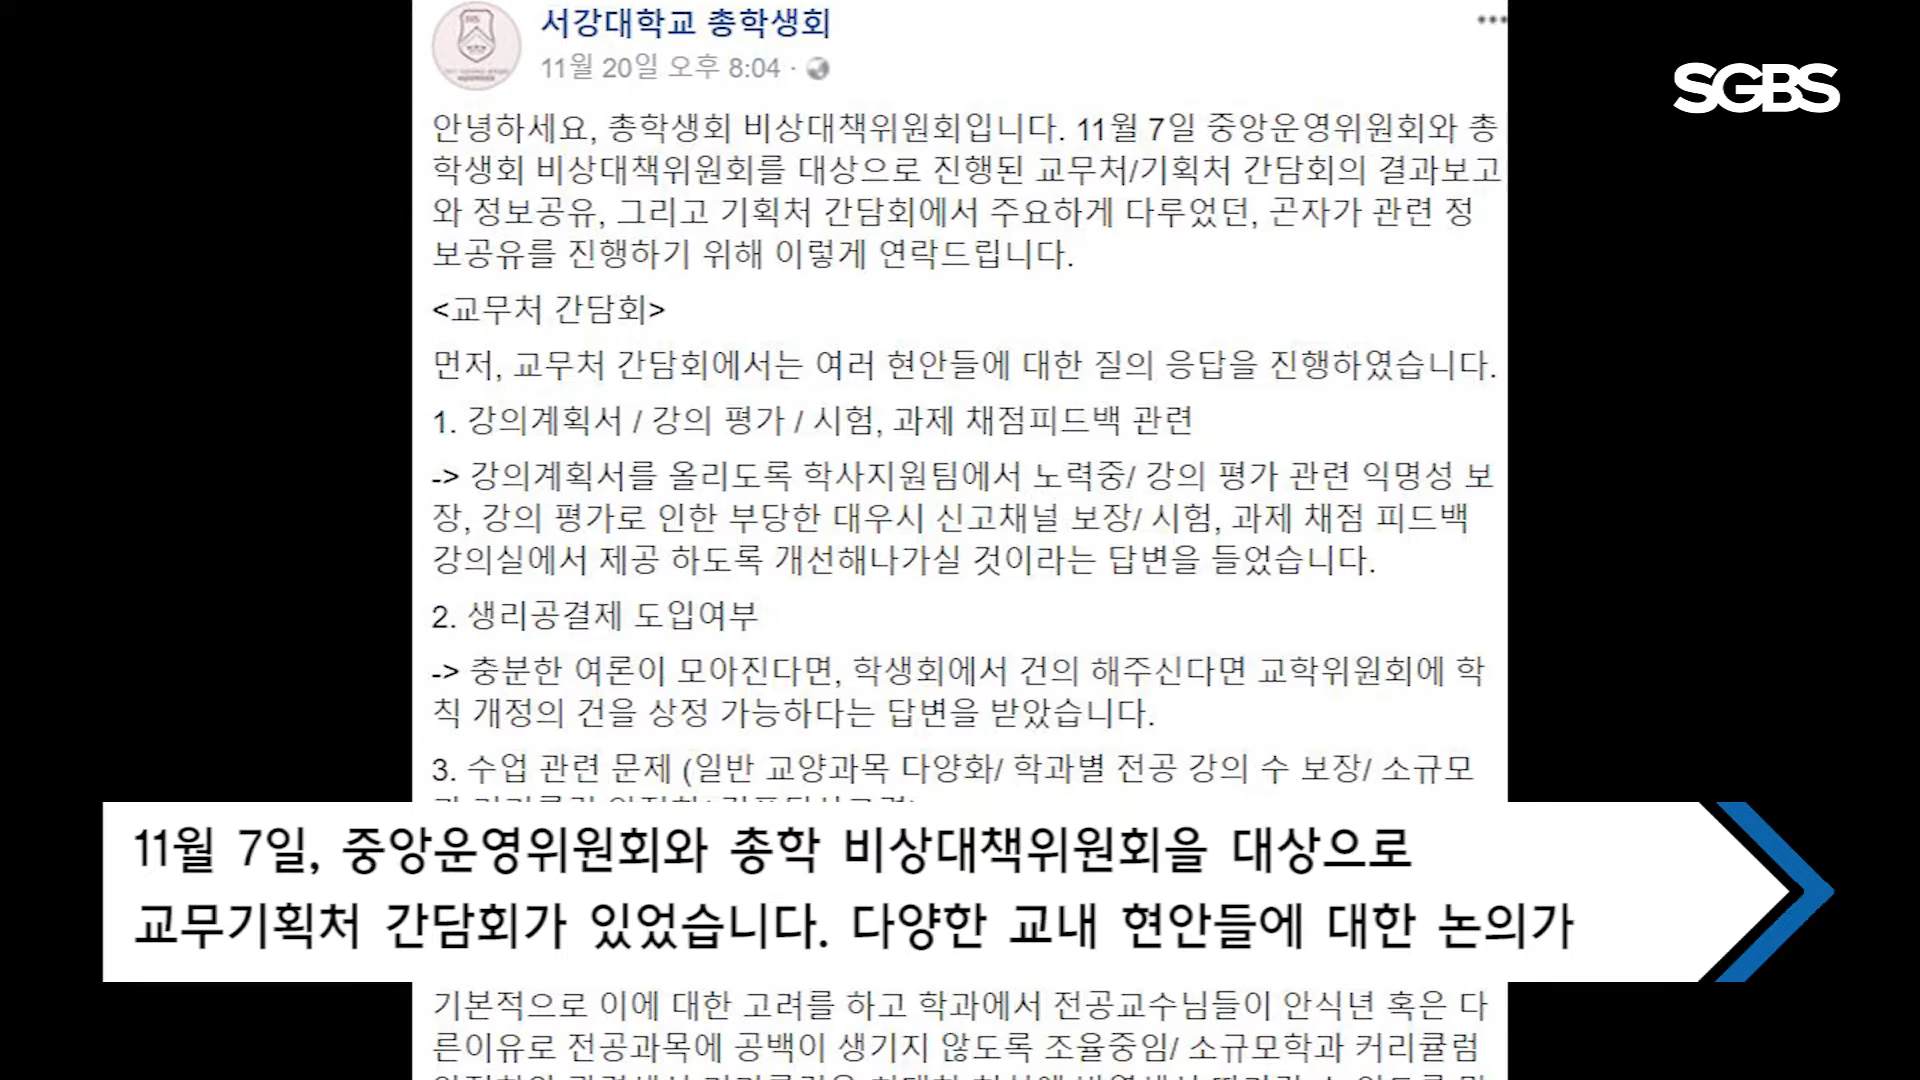 서강대학교 총학생회
11월 20일 오후 8:04 ·
SGBS
안녕하세요, 총학생회 비상대책위원회입니다. 11월 7일 중앙운영위원회와 총
학생회 비상대책위원회를 대상으로 진행된 교무처/기획처 간담회의 결과보고
와 정보공유, 그리고 기획처 간담회에서 주요하게 다루었던, 곤자가 관련 정
보공유를 진행하기 위해 이렇게 연락드립니다.
<교무처 간담회>
먼저, 교무처 간담회에서는 여러 현안들에 대한 질의 응답을 진행하였습니다.
1. 강의계획서 / 강의 평가 / 시험, 과제 채점피드백 관련
-> 강의계획서를 올리도록 학사지원팀에서 노력중/ 강의 평가 관련 익명성 보
장, 강의 평가로 인한 부당한 대우시 신고채널 보장/ 시험, 과제 채점 피드백
강의실에서 제공 하도록 개선해나가실 것이라는 답변을 들었습니다.
2. 생리공결제 도입여부
-> 충분한 여론이 모아진다면, 학생회에서 건의 해주신다면 교학위원회에 학
칙 개정의 건을 상정 가능하다는 답변을 받았습니다.
3. 수업 관련 문제 (일반 교양과목 다양화/ 학과별 전공 강의 수 보장/ 소규모
11월 7일, 중앙운영위원회와 총학 비상대책위원회을 대상으로
교무기획처 간담회가 있었습니다. 다양한 교내 현안들에 대한 논의가
기본적으로 이에 대한 고려를 하고 학과에서 전공교수님들이 안식년 혹은 다
른이유로 전공과목에 공백이 생기지 않도록 조율중임/ 소규모학과 커리큘럼